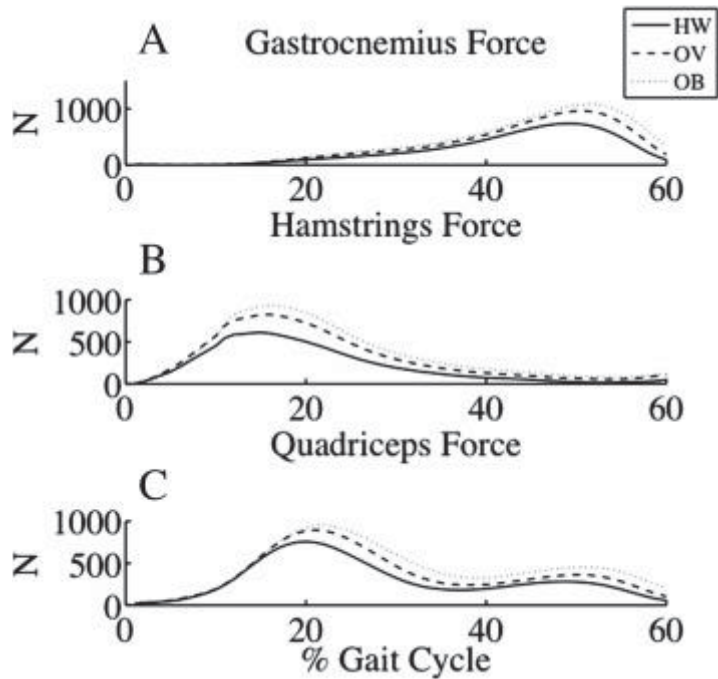 A Gastrocnemius Force
HW
OV
OB
N
1000
0
0 20 40 60
Hamstrings Force
B
N
1000
500
0
0 20 40 60
Quadriceps Force
C
N
1000
500
0
0 20 40 60
% Gait Cycle